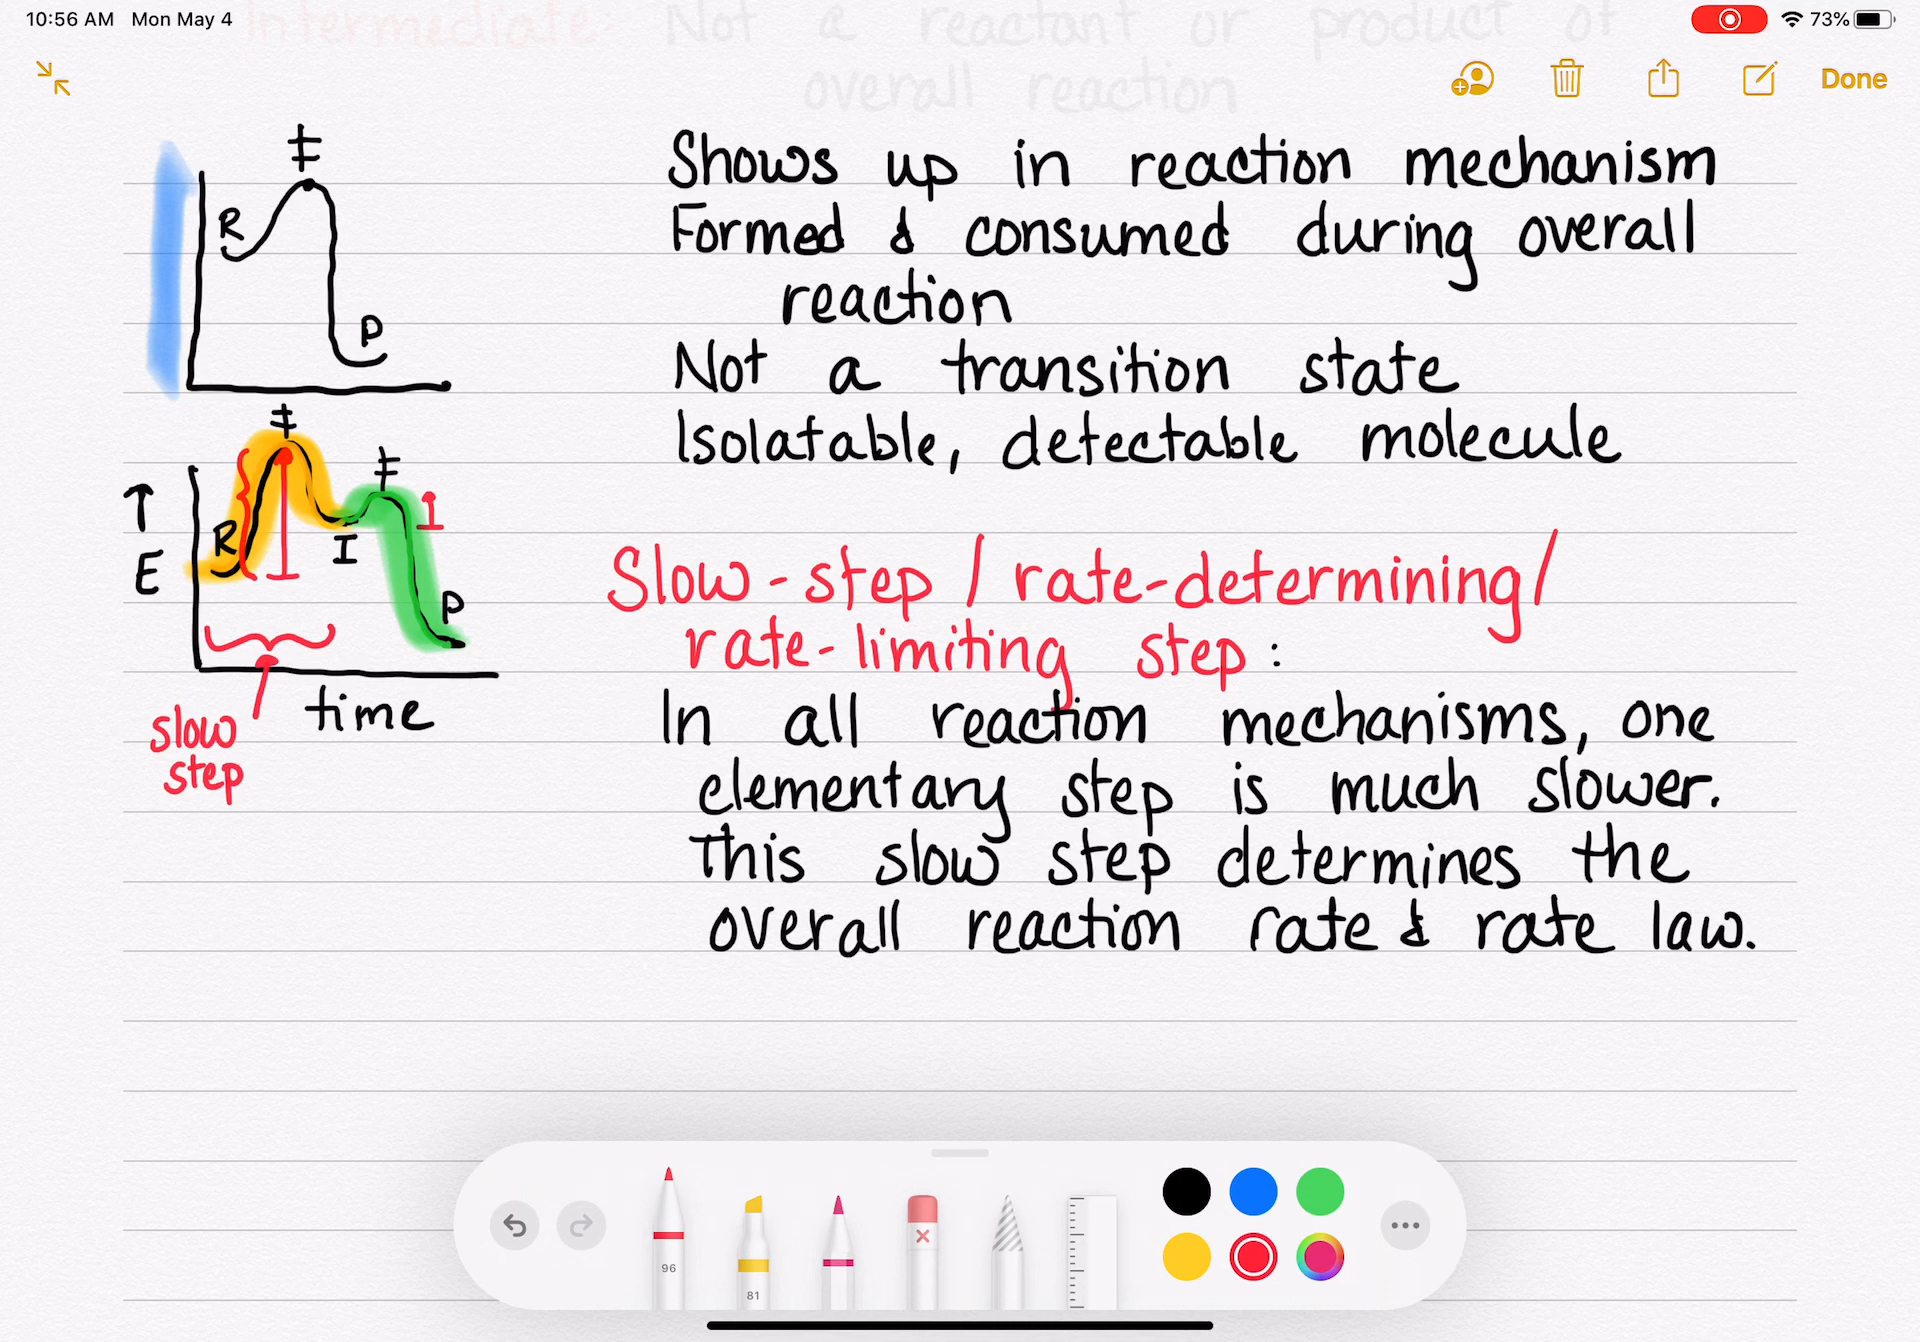 10:56 AM Mon May 4
73%
Intermediate: Not a reactant or product of
overall reaction
Done
‡
R
P
Shows up in reaction mechanism
Formed & consumed during overall
reaction
Not a transition state
Isolatable, detectable molecule
‡
‡
↑
E
R
I
P
time
slow
step
Slow-step / rate-determining/
rate-limiting step:
In all reaction mechanisms, one
elementary step is much slower.
This slow step determines the
overall reaction rate & rate law.
96
81